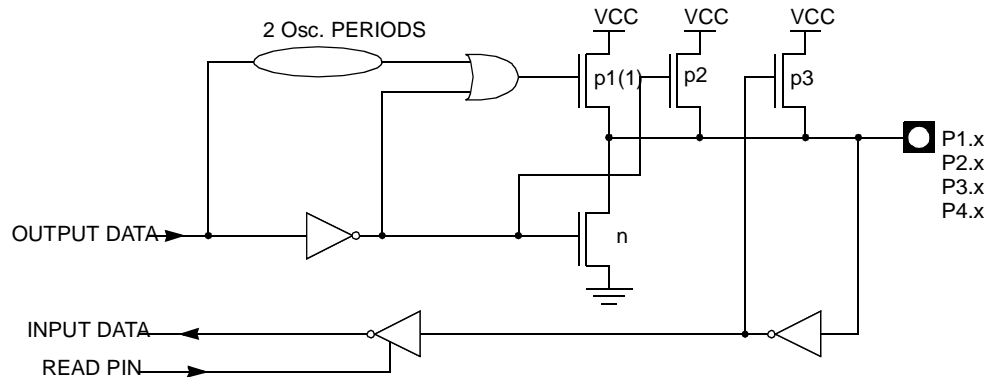 2 Osc. PERIODS
VCC
VCC
VCC
p1(1)
p2
p3
P1.x
P2.x
P3.x
P4.x
OUTPUT DATA
n
INPUT DATA
READ PIN